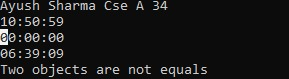 Ayush Sharma Cse A 34
10:50:59
00:00:00
06:39:09
Two objects are not equals